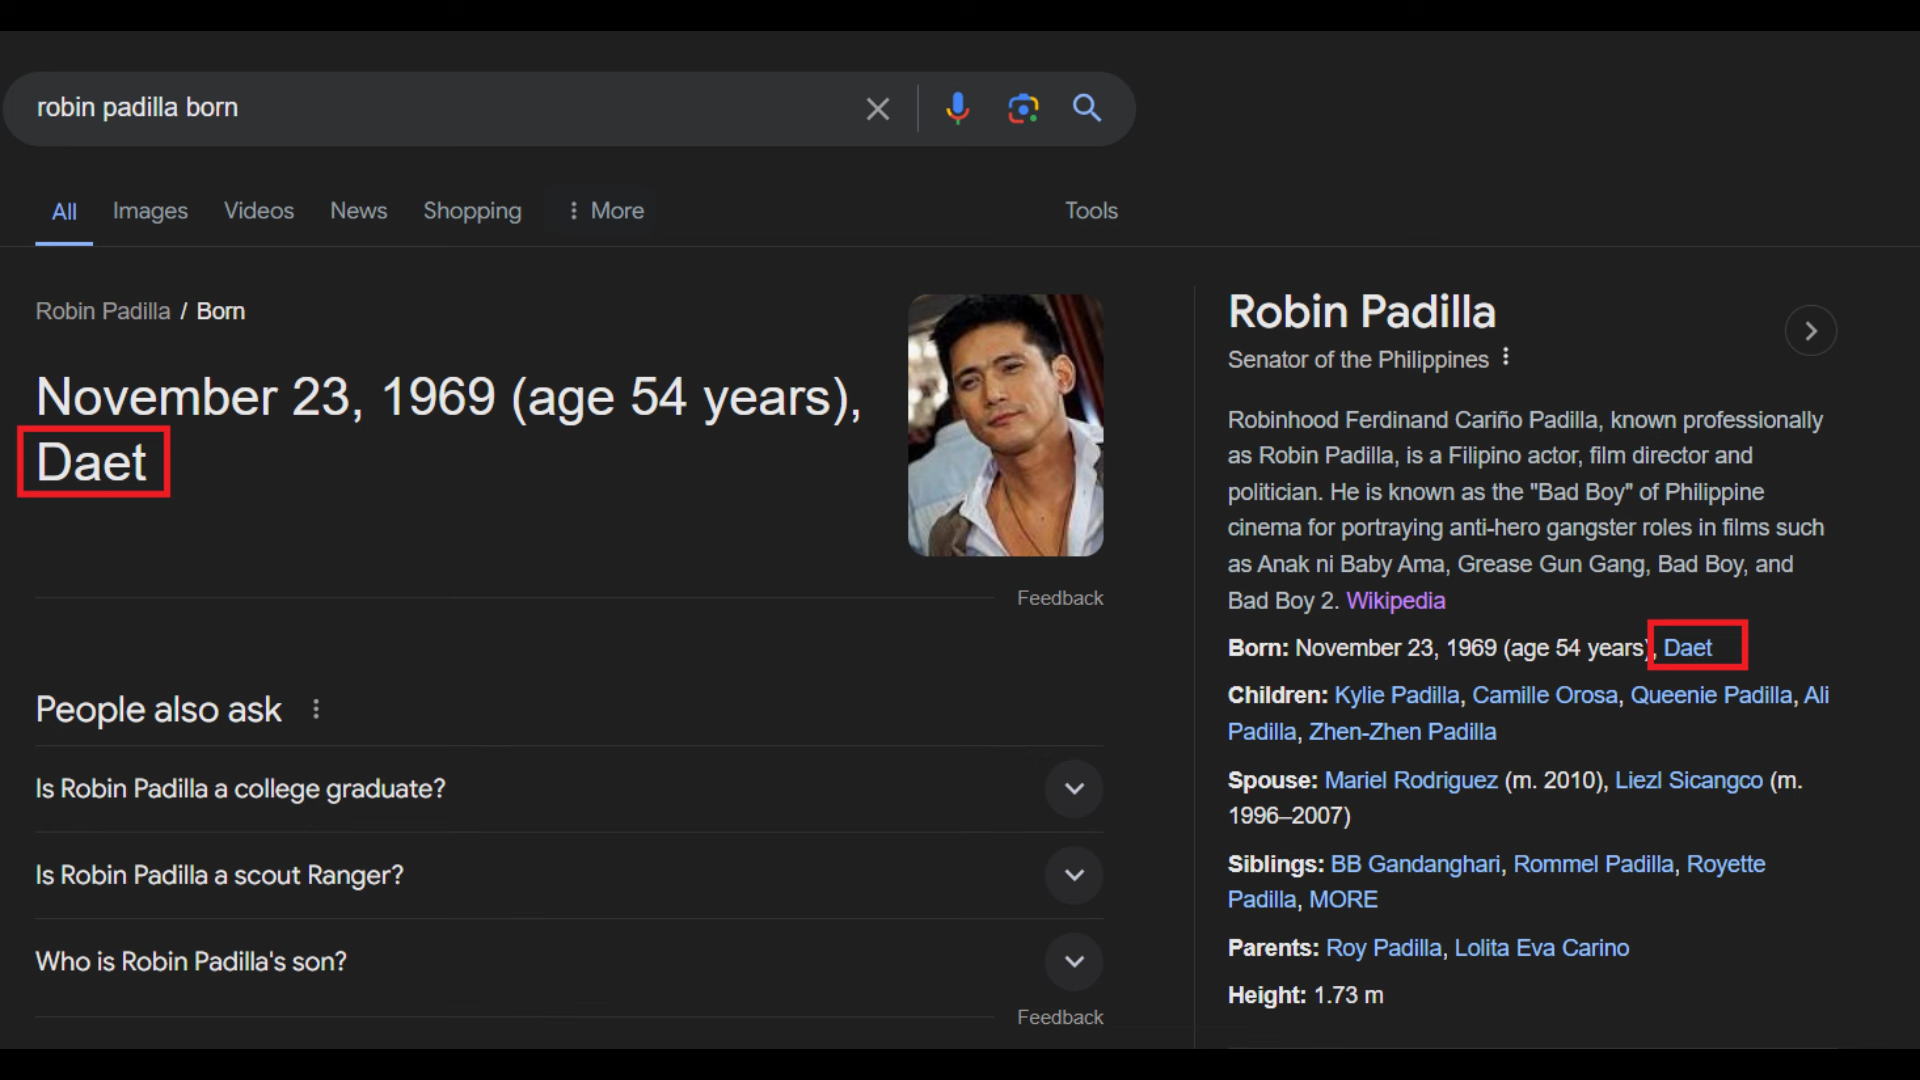 robin padilla born
All Images Videos News Shopping More Tools
Robin Padilla / Born
November 23, 1969 (age 54 years),
Daet
Feedback
People also ask
Is Robin Padilla a college graduate?
Is Robin Padilla a scout Ranger?
Who is Robin Padilla's son?
Feedback
Robin Padilla
Senator of the Philippines
Robinhood Ferdinand Cariño Padilla, known professionally
as Robin Padilla, is a Filipino actor, film director and
politician. He is known as the "Bad Boy" of Philippine
cinema for portraying anti-hero gangster roles in films such
as Anak ni Baby Ama, Grease Gun Gang, Bad Boy, and
Bad Boy 2. Wikipedia
Born: November 23, 1969 (age 54 years), Daet
Children: Kylie Padilla, Camille Orosa, Queenie Padilla, Ali
Padilla, Zhen-Zhen Padilla
Spouse: Mariel Rodriguez (m. 2010), Liezl Sicangco (m.
1996–2007)
Siblings: BB Gandanghari, Rommel Padilla, Royette
Padilla, MORE
Parents: Roy Padilla, Lolita Eva Carino
Height: 1.73 m